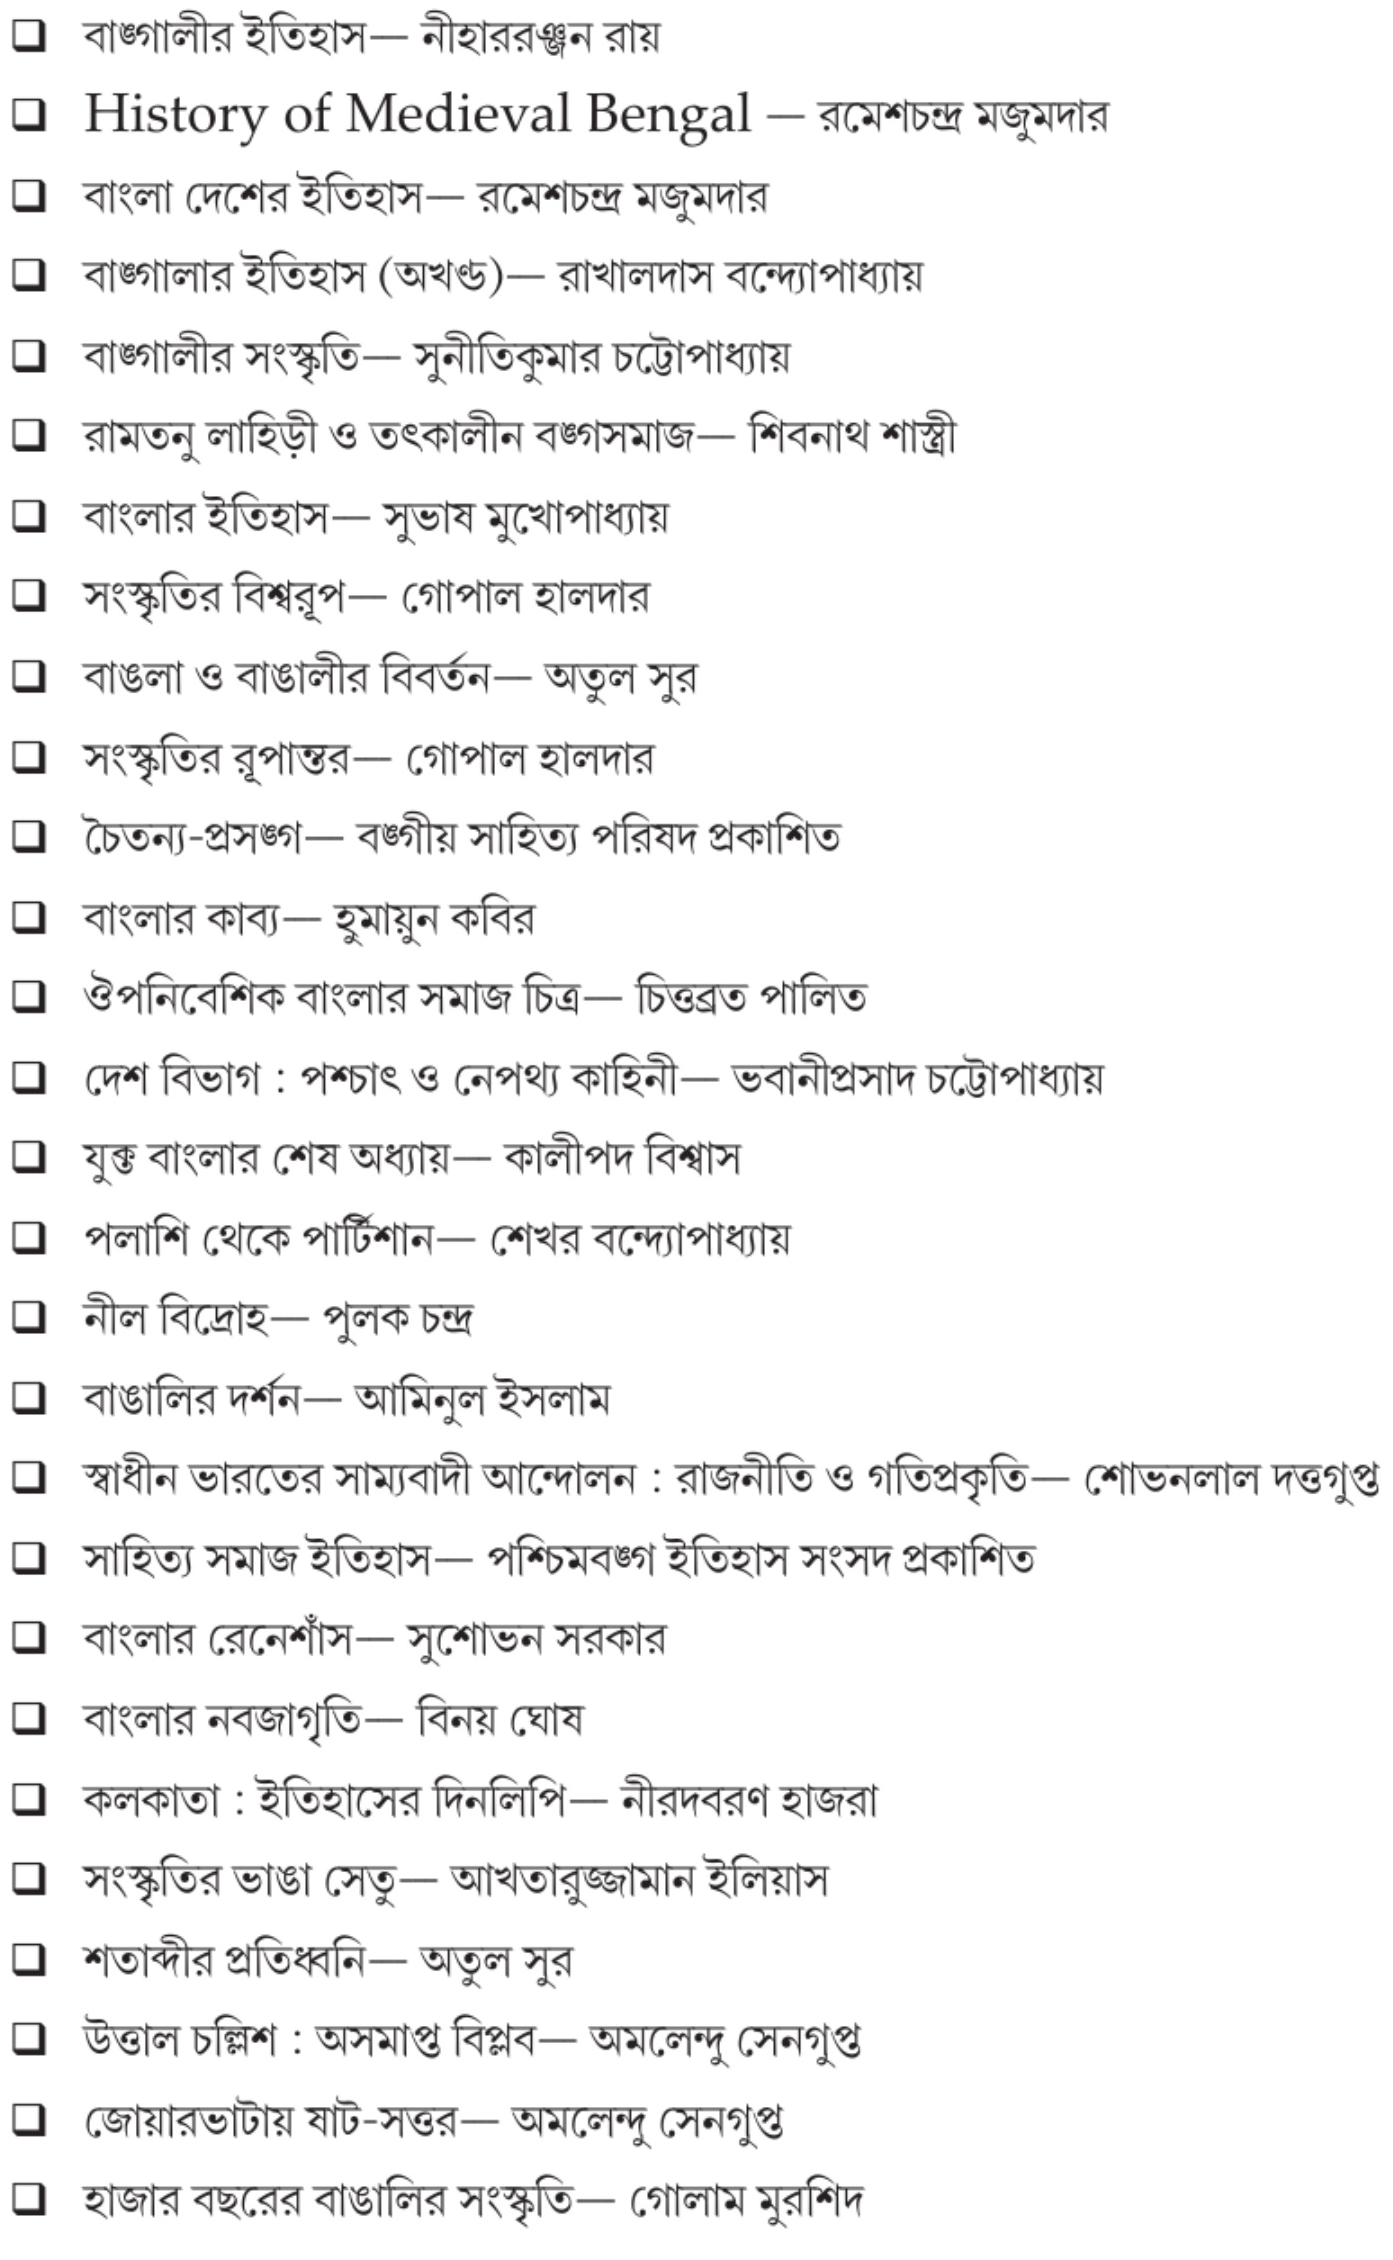 ❑ বাঙ্গালীর ইতিহাস— নীহাররঞ্জন রায়
❑ History of Medieval Bengal — রমেশচন্দ্র মজুমদার
❑ বাংলা দেশের ইতিহাস— রমেশচন্দ্র মজুমদার
❑ বাঙ্গালার ইতিহাস (অখণ্ড)— রাখালদাস বন্দ্যোপাধ্যায়
❑ বাঙ্গালীর সংস্কৃতি— সুনীতিকুমার চট্টোপাধ্যায়
❑ রামতনু লাহিড়ী ও তৎকালীন বঙ্গসমাজ— শিবনাথ শাস্ত্রী
❑ বাংলার ইতিহাস— সুভাষ মুখোপাধ্যায়
❑ সংস্কৃতির বিশ্বরূপ— গোপাল হালদার
❑ বাঙলা ও বাঙালীর বিবর্তন— অতুল সুর
❑ সংস্কৃতির রূপান্তর— গোপাল হালদার
❑ চৈতন্য-প্রসঙ্গ— বঙ্গীয় সাহিত্য পরিষদ প্রকাশিত
❑ বাংলার কাব্য— হুমায়ুন কবির
❑ ঔপনিবেশিক বাংলার সমাজ চিত্র— চিত্তব্রত পালিত
❑ দেশ বিভাগ : পশ্চাৎ ও নেপথ্য কাহিনী— ভবানীপ্রসাদ চট্টোপাধ্যায়
❑ যুক্ত বাংলার শেষ অধ্যায়— কালীপদ বিশ্বাস
❑ পলাশি থেকে পার্টিশান— শেখর বন্দ্যোপাধ্যায়
❑ নীল বিদ্রোহ— পুলক চন্দ্র
❑ বাঙালির দর্শন— আমিনুল ইসলাম
❑ স্বাধীন ভারতের সাম্যবাদী আন্দোলন : রাজনীতি ও গতিপ্রকৃতি— শোভনলাল দত্তগুপ্ত
❑ সাহিত্য সমাজ ইতিহাস— পশ্চিমবঙ্গ ইতিহাস সংসদ প্রকাশিত
❑ বাংলার রেনেশাঁস— সুশোভন সরকার
❑ বাংলার নবজাগৃতি— বিনয় ঘোষ
❑ কলকাতা : ইতিহাসের দিনলিপি— নীরদবরণ হাজরা
❑ সংস্কৃতির ভাঙা সেতু— আখতারুজ্জামান ইলিয়াস
❑ শতাব্দীর প্রতিধ্বনি— অতুল সুর
❑ উত্তাল চল্লিশ : অসমাপ্ত বিপ্লব— অমলেন্দু সেনগুপ্ত
❑ জোয়ারভাটায় ষাট-সত্তর— অমলেন্দু সেনগুপ্ত
❑ হাজার বছরের বাঙালির সংস্কৃতি— গোলাম মুরশিদ